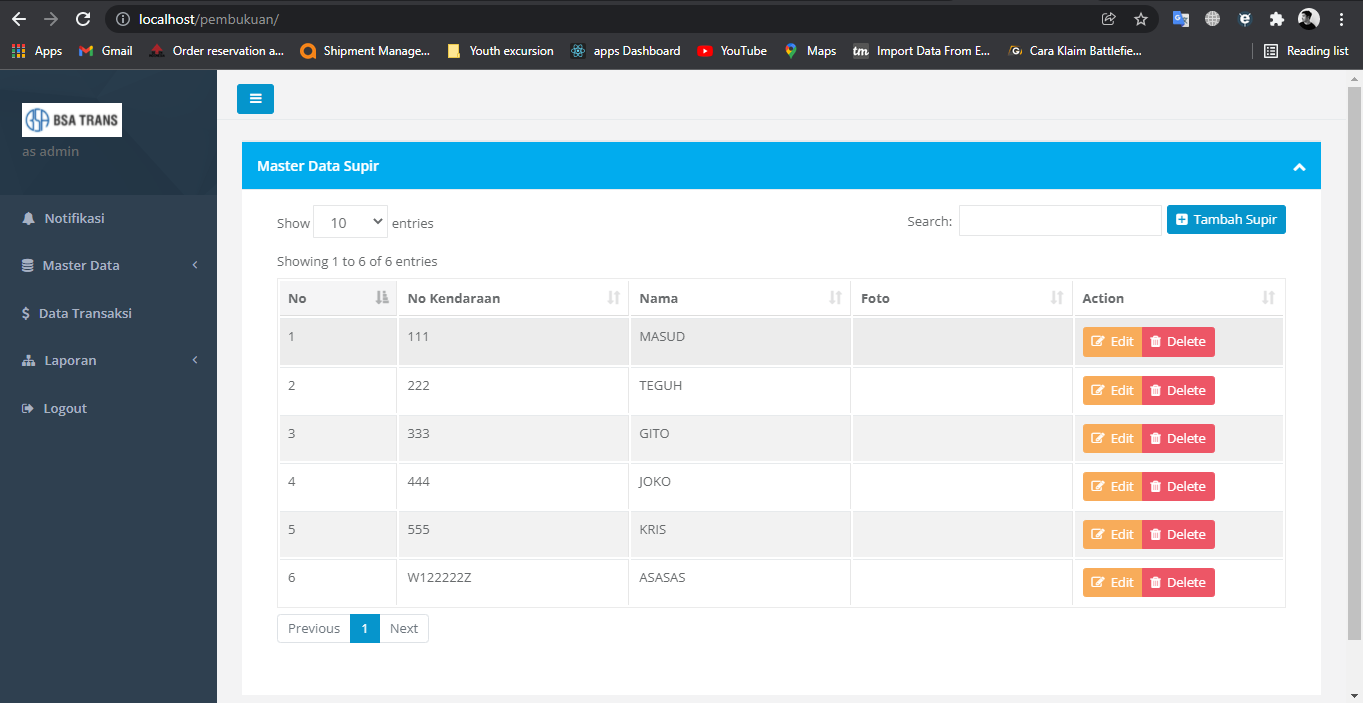 localhost/pembukuan/
Apps Gmail Order reservation a... Shipment Manage... Youth excursion apps Dashboard YouTube Maps tm Import Data From E... Cara Klaim Battlefie... Reading list
BSA TRANS
as admin
Notifikasi
Master Data
Data Transaksi
Laporan
Logout
Master Data Supir
Show 10 entries Search: Tambah Supir
Showing 1 to 6 of 6 entries
No No Kendaraan Nama Foto Action
1 111 MASUD Edit Delete
2 222 TEGUH Edit Delete
3 333 GITO Edit Delete
4 444 JOKO Edit Delete
5 555 KRIS Edit Delete
6 W122222Z ASASAS Edit Delete
Previous 1 Next